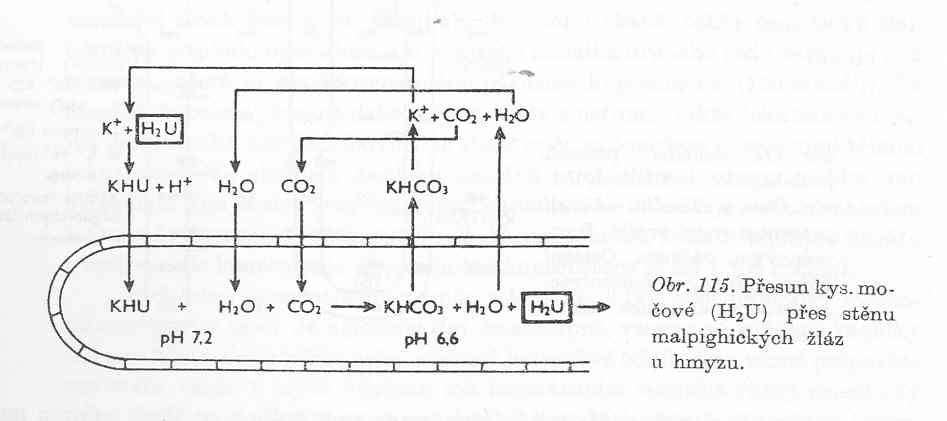 K⁺ + CO₂ + H₂O
K⁺ + H₂U
KHU + H⁺ H₂O CO₂ KHCO₃
KHU + H₂O + CO₂ → KHCO₃ + H₂O + H₂U →
pH 7,2 pH 6,6
Obr. 115. Přesun kys. mo-
čové (H₂U) přes stěnu
malpighických žláz
u hmyzu.